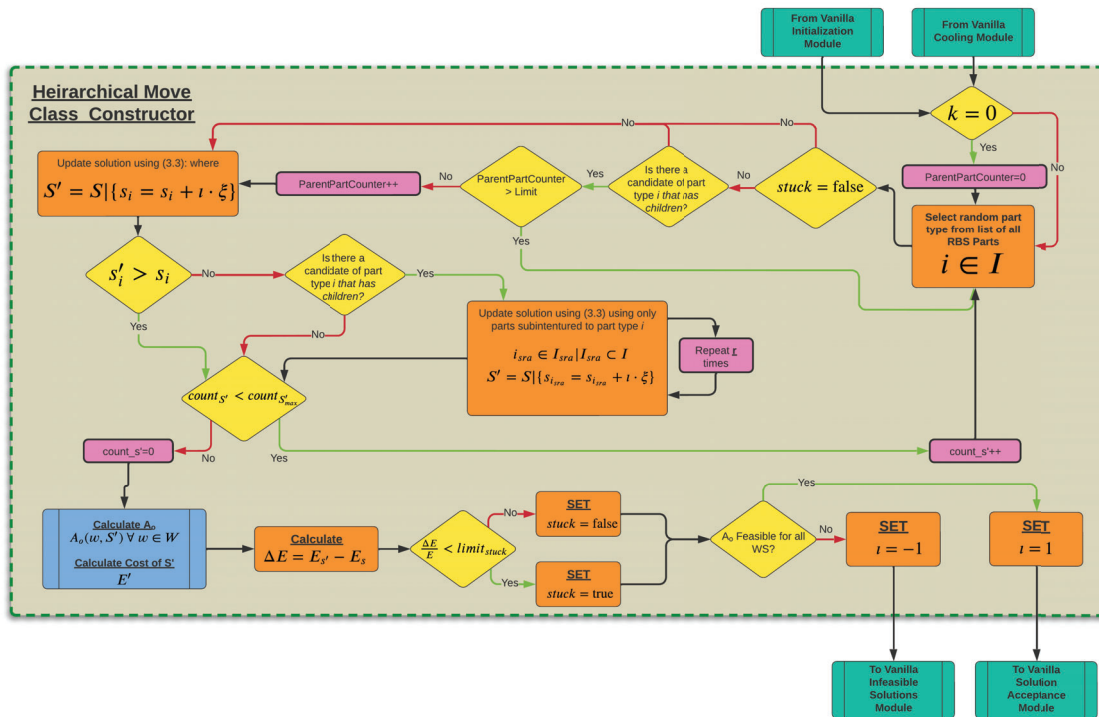 From Vanilla
Initialization
Module
From Vanilla
Cooling Module
Heirarchical Move
Class Constructor
k = 0
No
Yes
No
No
Update solution using (3.3): where
S′ = S|{s_i = s_i + ι · ξ}
ParentPartCounter++
No
ParentPartCounter
> Limit
Yes
Is there a
candidate of part
type i that has
children?
No
stuck = false
ParentPartCounter=0
Select random part
type from list of all
RBS Parts
i ∈ I
Yes
s′_i > s_i
No
Is there a
candidate of part
type i that has
children?
Yes
Update solution using (3.3) using only
parts subintentured to part type i
i_sra ∈ I_sra|I_sra ⊂ I
S′ = S|{s_i_sra = s_i_sra + ι · ξ}
Repeat r
times
Yes
No
count_S′ < count_S′max
count_s'=0
No
Yes
count_s'++
Calculate Aₒ
Aₒ(w, S′) ∀ w ∈ W
Calculate Cost of S'
E′
Calculate
ΔE = E_s′ − E_s
ΔE/E < limit_stuck
No
SET
stuck = false
Yes
SET
stuck = true
Aₒ Feasible for all
WS?
Yes
No
SET
ι = −1
SET
ι = 1
To Vanilla
Infeasible
Solutions
Module
To Vanilla
Solution
Acceptance
Module